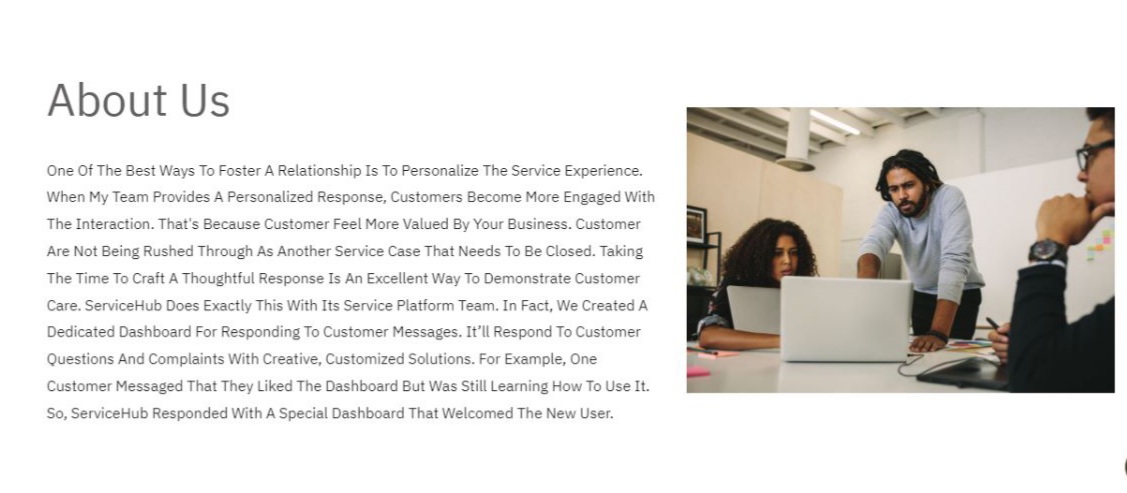 About Us
One Of The Best Ways To Foster A Relationship Is To Personalize The Service Experience.
When My Team Provides A Personalized Response, Customers Become More Engaged With
The Interaction. That's Because Customer Feel More Valued By Your Business. Customer
Are Not Being Rushed Through As Another Service Case That Needs To Be Closed. Taking
The Time To Craft A Thoughtful Response Is An Excellent Way To Demonstrate Customer
Care. ServiceHub Does Exactly This With Its Service Platform Team. In Fact, We Created A
Dedicated Dashboard For Responding To Customer Messages. It’ll Respond To Customer
Questions And Complaints With Creative, Customized Solutions. For Example, One
Customer Messaged That They Liked The Dashboard But Was Still Learning How To Use It.
So, ServiceHub Responded With A Special Dashboard That Welcomed The New User.